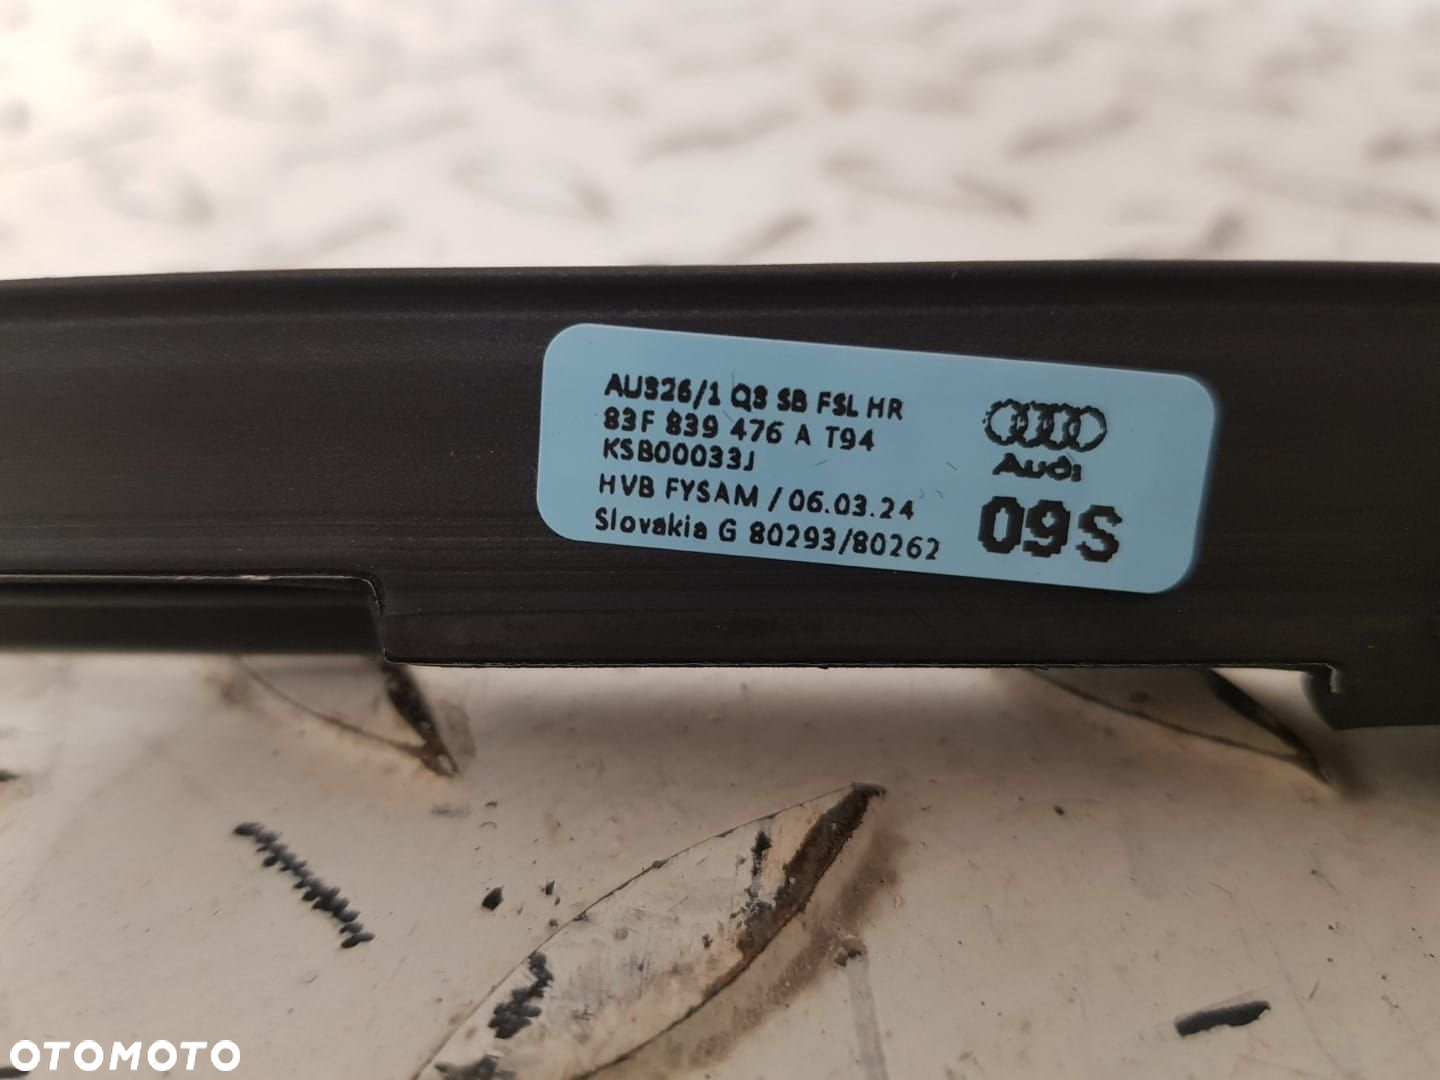 AU326/1 Q3 SB FSL HR
83F 839 476 A T94
KSB00033J
HVB FYSAM / 06.03.24
Slovakia G 80293/80262
Audi
09S
OTOMOTO